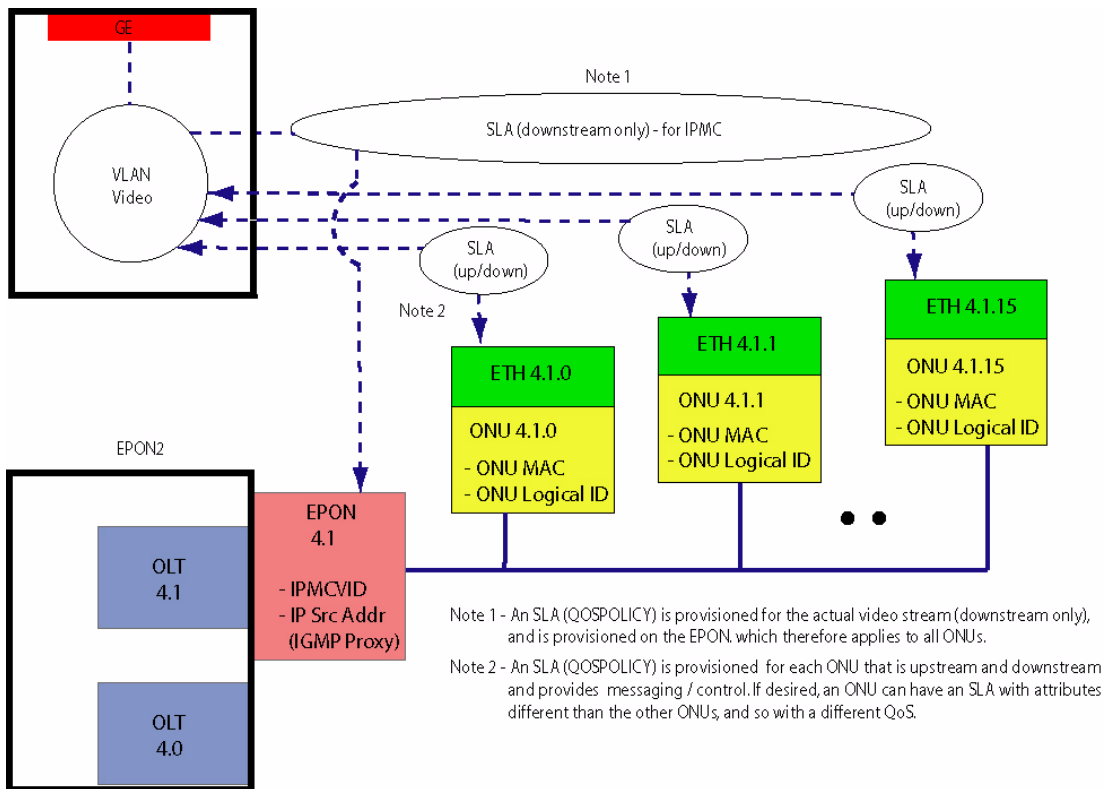 GE
Note 1
SLA (downstream only) - for IPMC
VLAN
Video
SLA
(up/down)
SLA
(up/down)
SLA
(up/down)
Note 2
ETH 4.1.0
ONU 4.1.0
- ONU MAC
- ONU Logical ID
ETH 4.1.1
ONU 4.1.1
- ONU MAC
- ONU Logical ID
ETH 4.1.15
ONU 4.1.15
- ONU MAC
- ONU Logical ID
EPON2
OLT
4.1
OLT
4.0
EPON
4.1
- IPMCVID
- IP Src Addr
(IGMP Proxy)
Note 1 - An SLA (QOSPOLICY) is provisioned for the actual video stream (downstream only),
and is provisioned on the EPON, which therefore applies to all ONUs.
Note 2 - An SLA (QOSPOLICY) is provisioned for each ONU that is upstream and downstream
and provides messaging / control. If desired, an ONU can have an SLA with attributes
different than the other ONUs, and so with a different QoS.